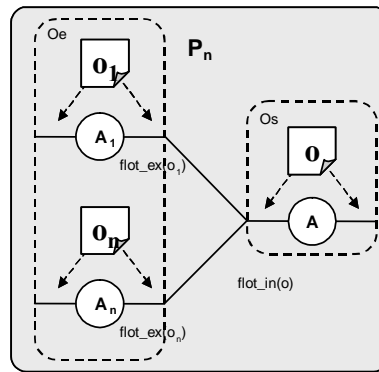 Oe
P n
o 1
A 1
flot_ex(o 1 )
Os
o
A
o n
A n
flot_in(o)
flot_ex(o n )